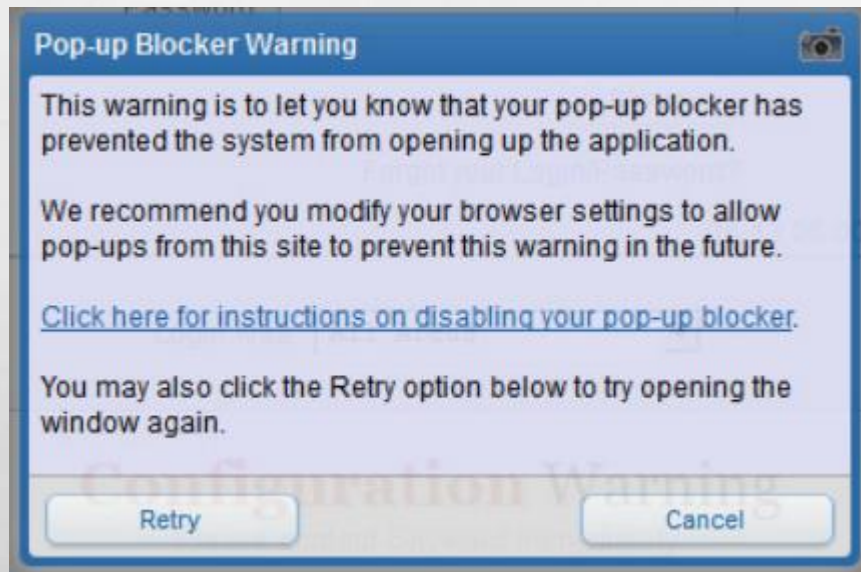 Password
Pop-up Blocker Warning
This warning is to let you know that your pop-up blocker has
prevented the system from opening up the application.
We recommend you modify your browser settings to allow
pop-ups from this site to prevent this warning in the future.
Click here for instructions on disabling your pop-up blocker.
You may also click the Retry option below to try opening the
window again.
Configuration Warning
Retry
Cancel